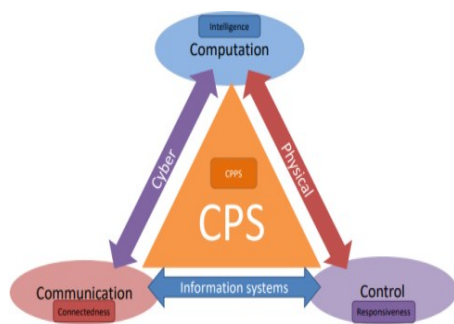 Intelligence
Computation
Cyber
Physical
CPPS
CPS
Information systems
Communication
Connectedness
Control
Responsiveness